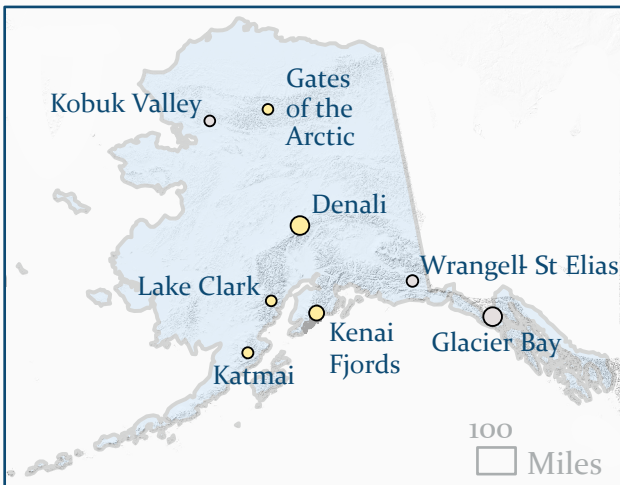 Gates
of the
Arctic
Kobuk Valley
Denali
Wrangell- St Elias
Lake Clark
Kenai
Fjords
Glacier Bay
Katmai
100
Miles